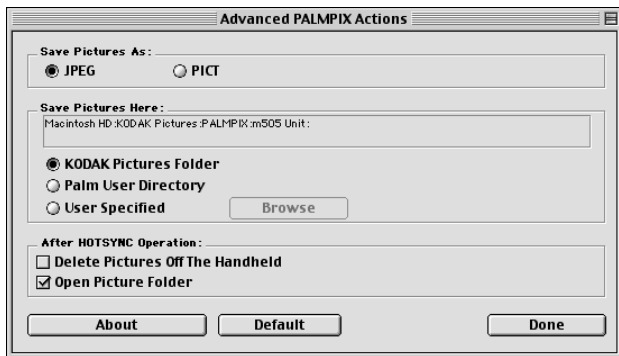 Advanced PALMPIX Actions
Save Pictures As:
JPEG PICT
Save Pictures Here:
Macintosh HD:KODAK Pictures:PALMPIX:m505 Unit:
KODAK Pictures Folder
Palm User Directory
User Specified Browse
After HOTSYNC Operation:
Delete Pictures Off The Handheld
Open Picture Folder
About Default Done